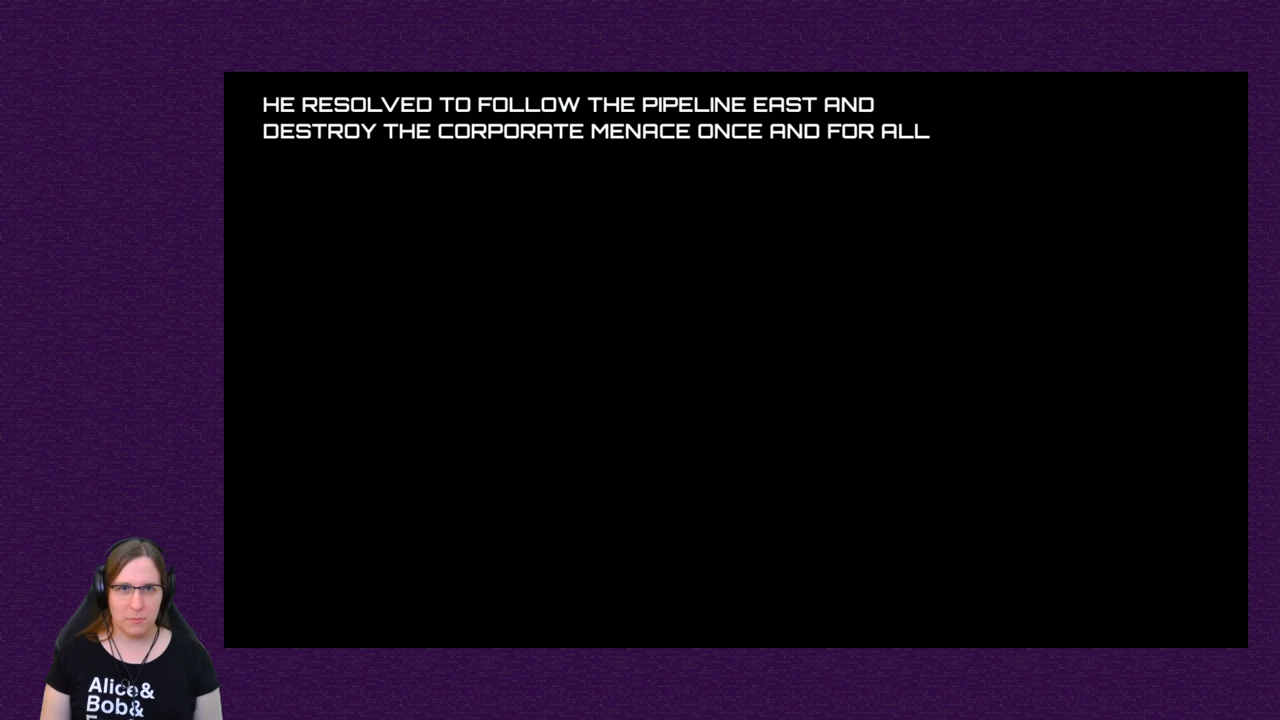 HE RESOLVED TO FOLLOW THE PIPELINE EAST AND
DESTROY THE CORPORATE MENACE ONCE AND FOR ALL
Alice&
Bob&